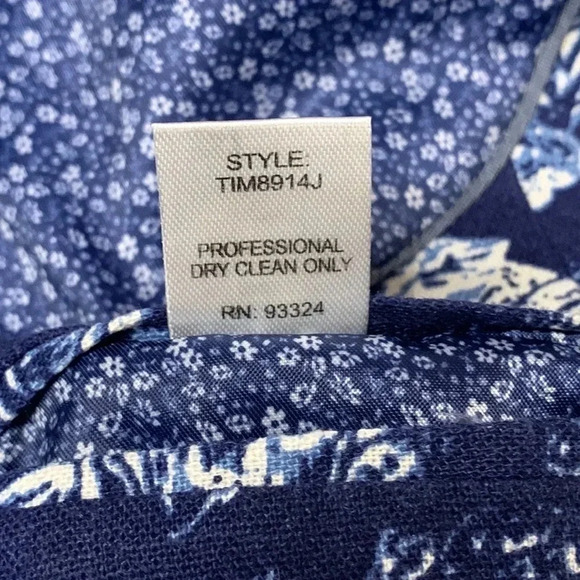 STYLE:
TIM8914J
PROFESSIONAL
DRY CLEAN ONLY
RN: 93324